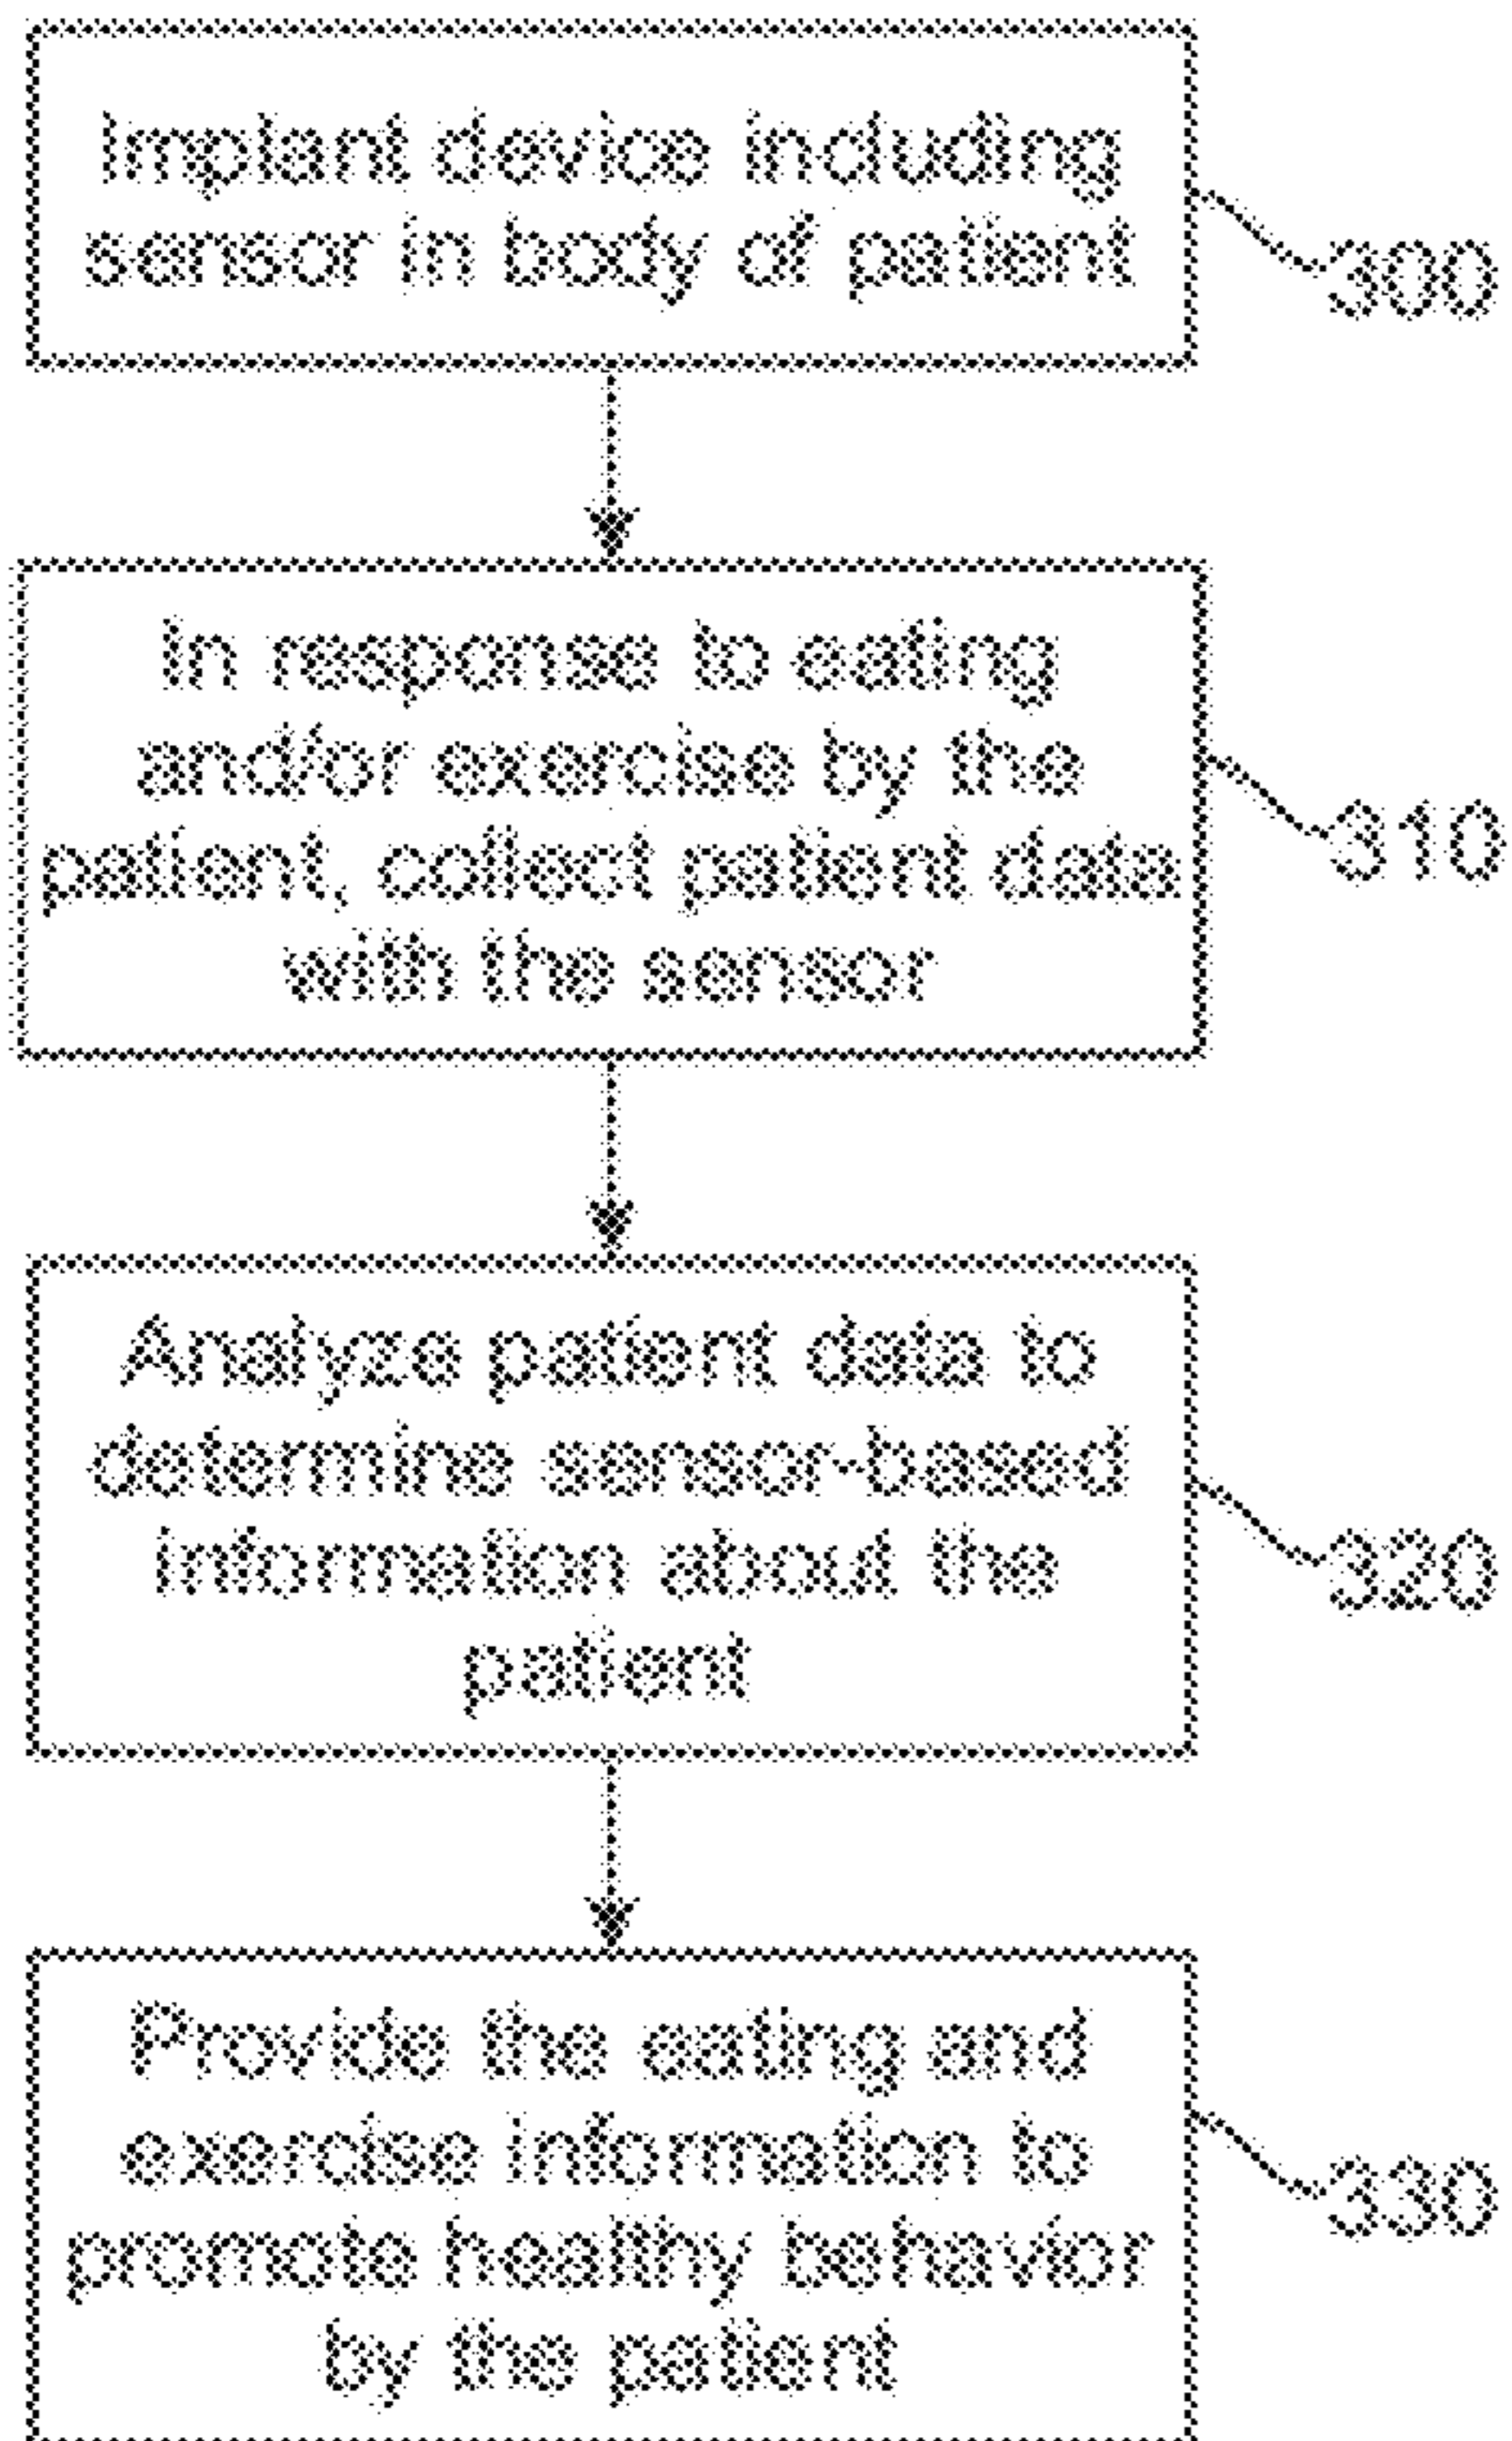 Implant device including
sensor in body of patient
300
In response to eating
and/or exercise by the
patient, collect patient data
with the sensor
310
Analyze patient data to
determine sensor-based
information about the
patient
320
Provide the eating and
exercise information to
promote healthy behavior
by the patient
330